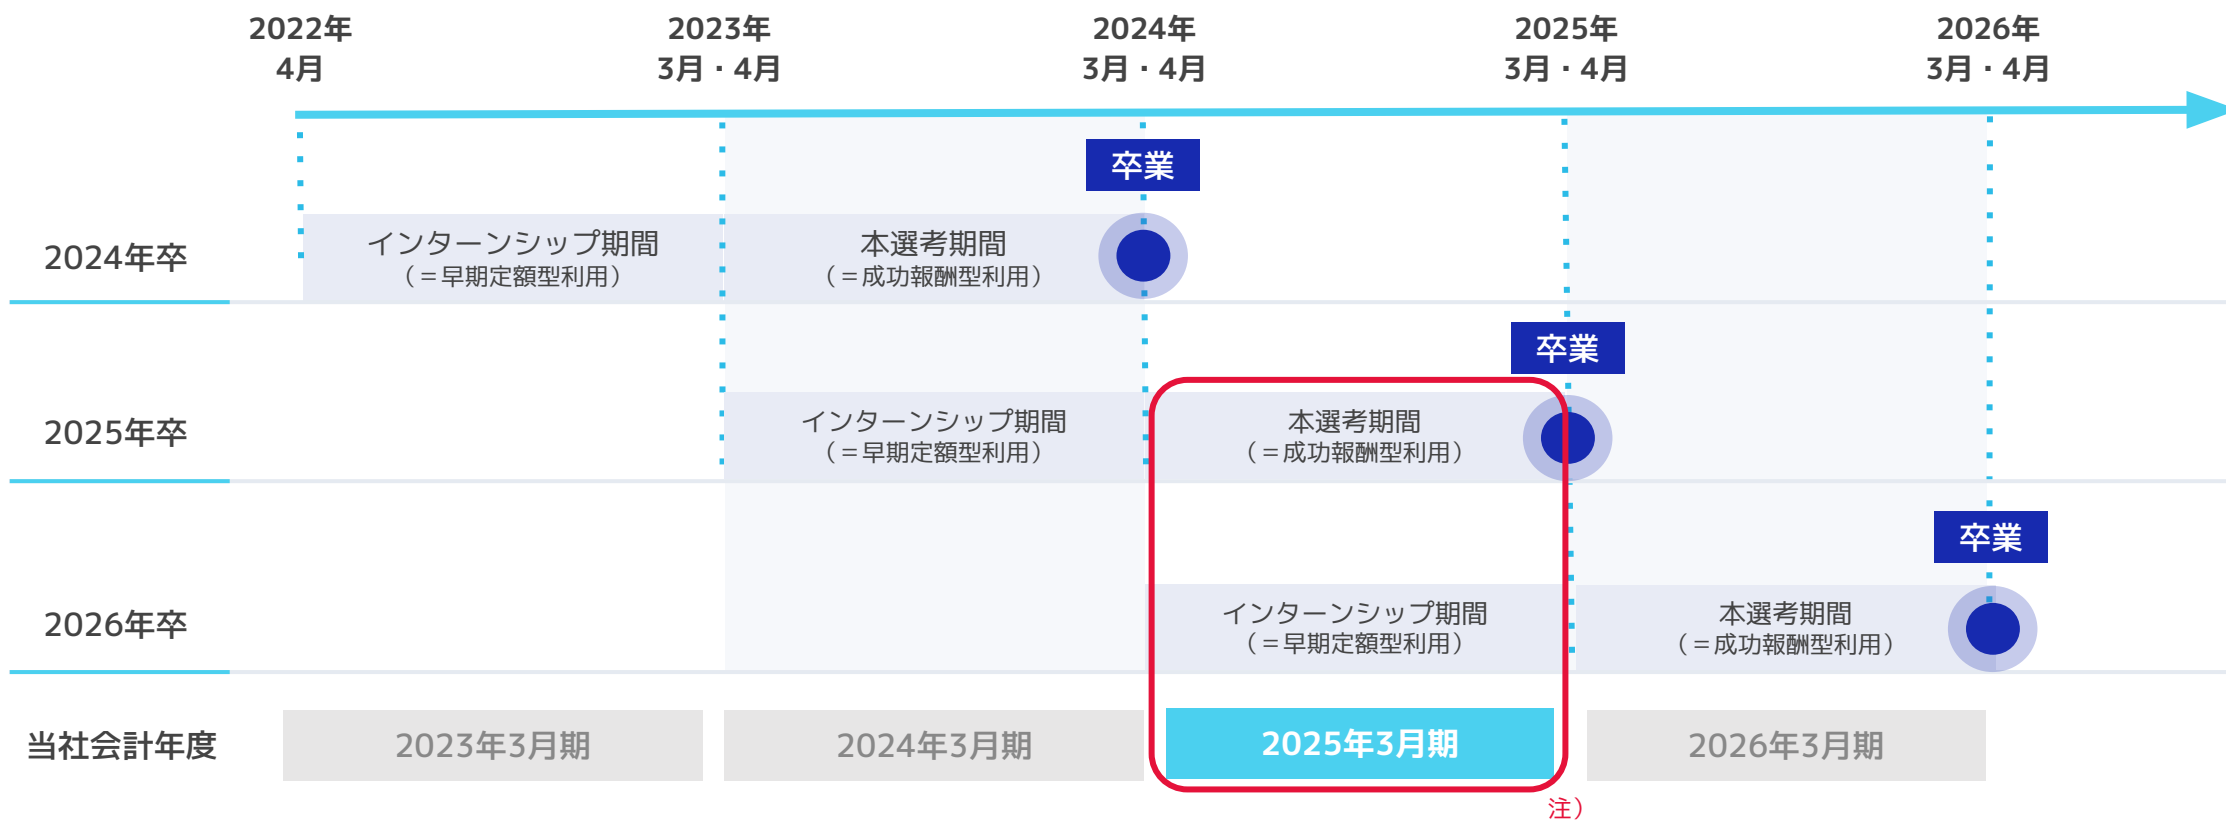 2022年
4月
2023年
3月・4月
2024年
3月・4月
2025年
3月・4月
2026年
3月・4月
卒業
2024年卒
インターンシップ期間
（＝早期定額型利用）
本選考期間
（＝成功報酬型利用）
卒業
2025年卒
インターンシップ期間
（＝早期定額型利用）
本選考期間
（＝成功報酬型利用）
卒業
2026年卒
インターンシップ期間
（＝早期定額型利用）
本選考期間
（＝成功報酬型利用）
当社会計年度
2023年3月期
2024年3月期
2025年3月期
2026年3月期
注）